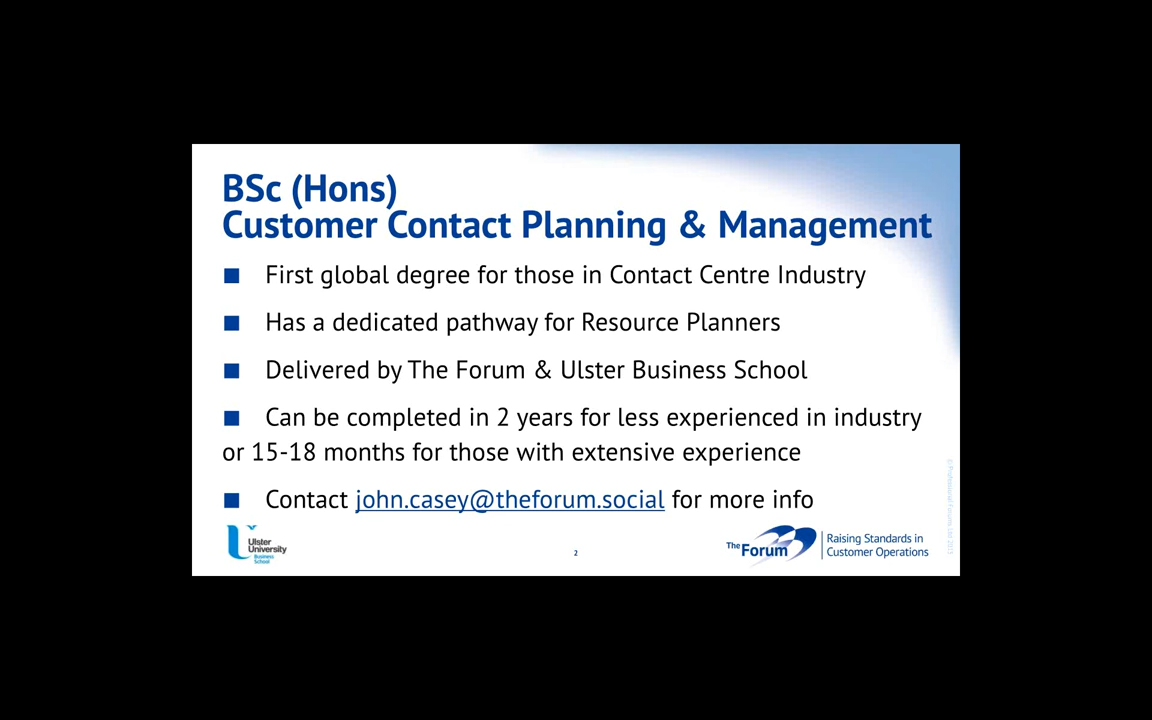 BSc (Hons)
Customer Contact Planning & Management
■ First global degree for those in Contact Centre Industry
■ Has a dedicated pathway for Resource Planners
■ Delivered by The Forum & Ulster Business School
■ Can be completed in 2 years for less experienced in industry
or 15-18 months for those with extensive experience
■ Contact john.casey@theforum.social for more info
Ulster
University
Business
School
2
The Forum
Raising Standards in
Customer Operations